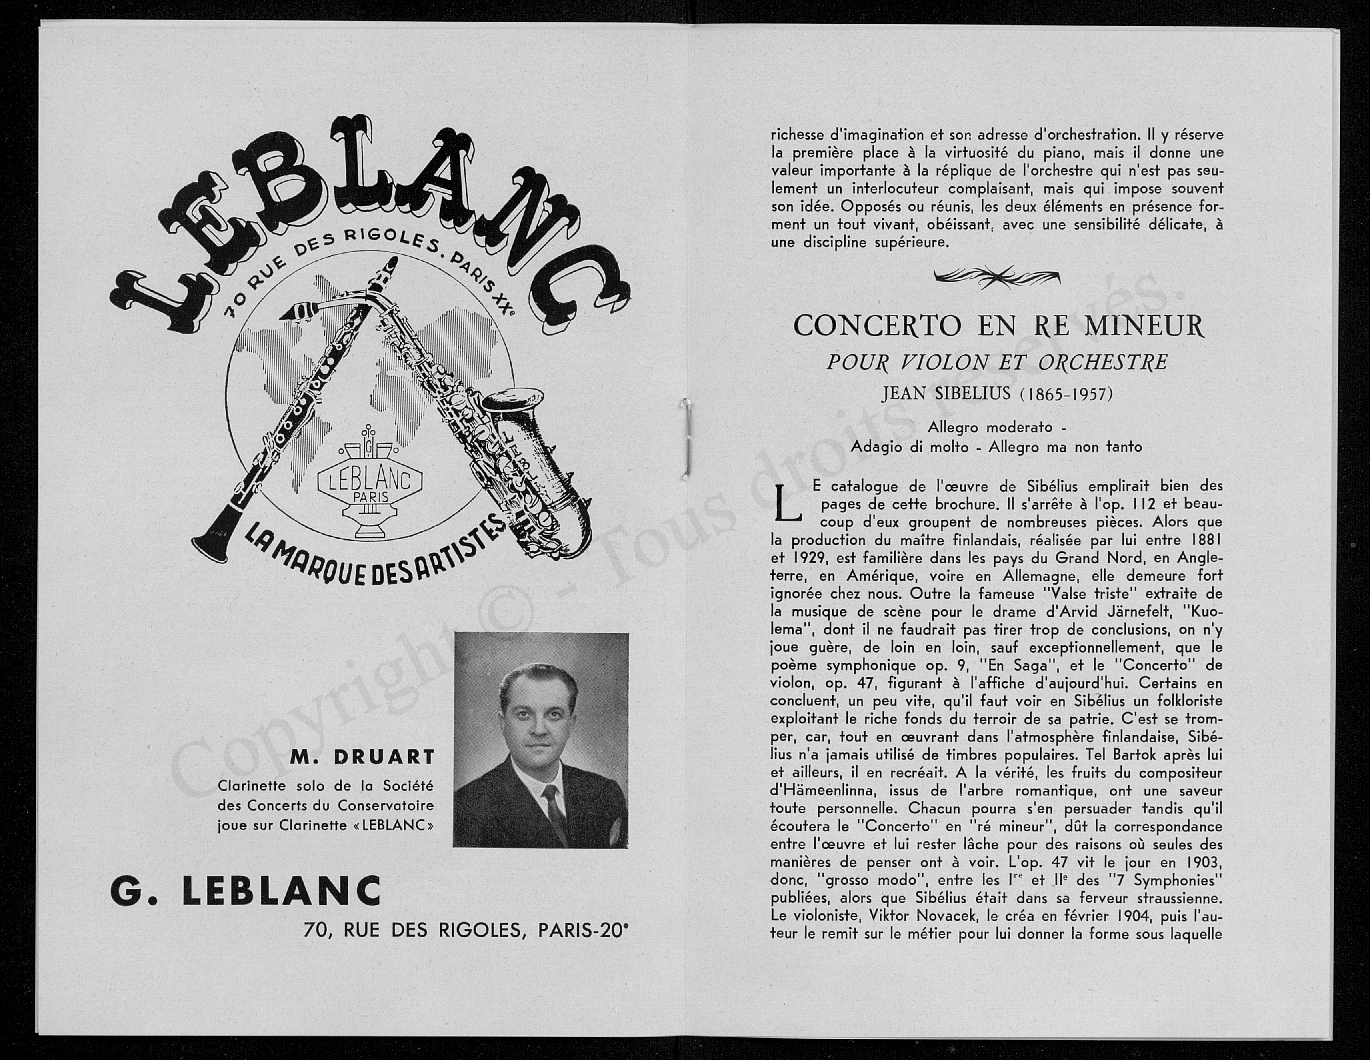 LEBLANC
70 RUE DES RIGOLES. PARIS XXe
LEBLANC
PARIS
LA MARQUE DES ARTISTES
M. DRUART
Clarinette solo de la Société
des Concerts du Conservatoire
joue sur Clarinette «LEBLANC»
G. LEBLANC
70, RUE DES RIGOLES, PARIS-20e
richesse d'imagination et son adresse d'orchestration. Il y réserve
la première place à la virtuosité du piano, mais il donne une
valeur importante à la réplique de l'orchestre qui n'est pas seu-
lement un interlocuteur complaisant, mais qui impose souvent
son idée. Opposés ou réunis, les deux éléments en présence for-
ment un tout vivant, obéissant, avec une sensibilité délicate, à
une discipline supérieure.
CONCERTO EN RE MINEUR
POUR VIOLON ET ORCHESTRE
JEAN SIBELIUS (1865-1957)
Allegro moderato -
Adagio di molto - Allegro ma non tanto
LE catalogue de l'œuvre de Sibélius emplirait bien des
pages de cette brochure. Il s'arrête à l'op. 112 et beau-
coup d'eux groupent de nombreuses pièces. Alors que
la production du maître finlandais, réalisée par lui entre 1881
et 1929, est familière dans les pays du Grand Nord, en Angle-
terre, en Amérique, voire en Allemagne, elle demeure fort
ignorée chez nous. Outre la fameuse "Valse triste" extraite de
la musique de scène pour le drame d'Arvid Järnefelt, "Kuo-
lema", dont il ne faudrait pas tirer trop de conclusions, on n'y
joue guère, de loin en loin, sauf exceptionnellement, que le
poème symphonique op. 9, "En Saga", et le "Concerto" de
violon, op. 47, figurant à l'affiche d'aujourd'hui. Certains en
concluent, un peu vite, qu'il faut voir en Sibélius un folkloriste
exploitant le riche fonds du terroir de sa patrie. C'est se trom-
per, car, tout en œuvrant dans l'atmosphère finlandaise, Sibé-
lius n'a jamais utilisé de timbres populaires. Tel Bartok après lui
et ailleurs, il en recréait. A la vérité, les fruits du compositeur
d'Hämeenlinna, issus de l'arbre romantique, ont une saveur
toute personnelle. Chacun pourra s'en persuader tandis qu'il
écoutera le "Concerto" en "ré mineur", dût la correspondance
entre l'œuvre et lui rester lâche pour des raisons où seules des
manières de penser ont à voir. L'op. 47 vit le jour en 1903,
donc, "grosso modo", entre les Ire et IIe des "7 Symphonies"
publiées, alors que Sibélius était dans sa ferveur straussienne.
Le violoniste, Viktor Novacek, le créa en février 1904, puis l'au-
teur le remit sur le métier pour lui donner la forme sous laquelle
Copyright © - Tous droits réservés.